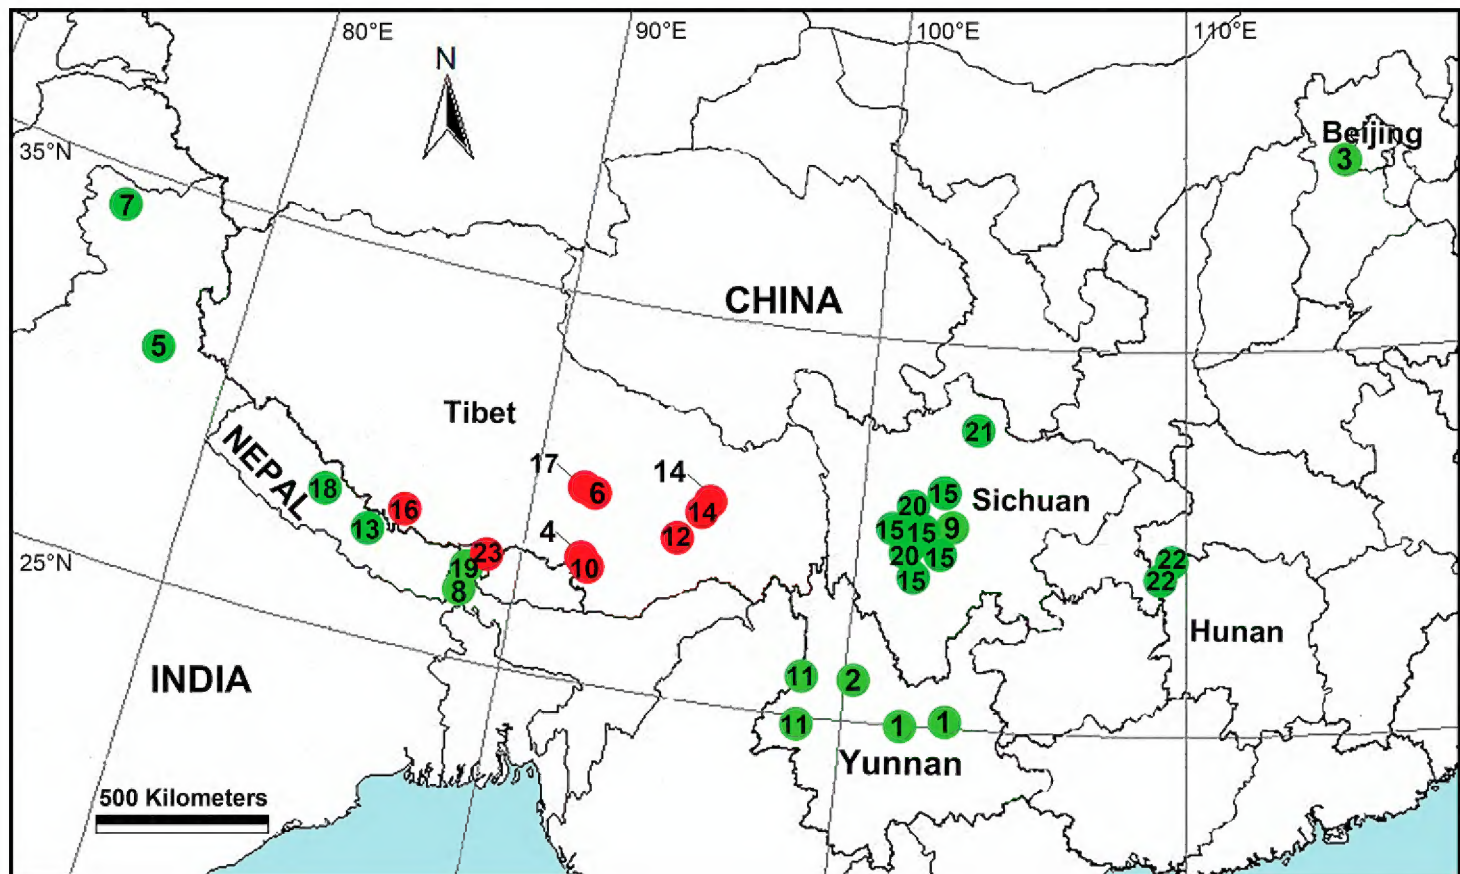 80°E
90°E
100°E
110°E
N
Beijing
3
35°N
7
CHINA
5
Tibet
NEPAL
21
17
6
14
14
12
18
16
13
4
10
23
19
8
15
20
Sichuan
15
15
9
20
15
15
22
22
25°N
Hunan
INDIA
11
2
11
1
1
Yunnan
500 Kilometers